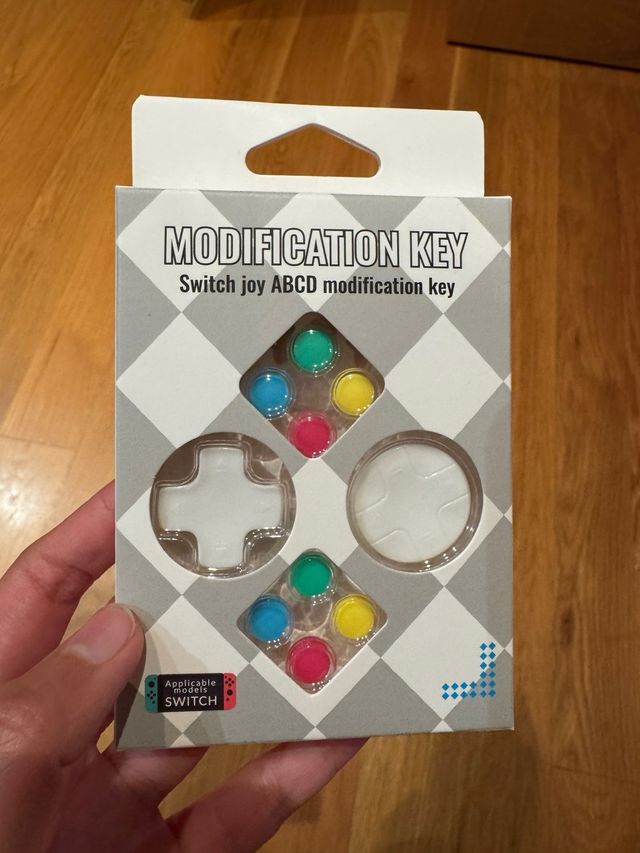 MODIFICATION KEY
Switch joy ABCD modification key
Applicable
models
SWITCH